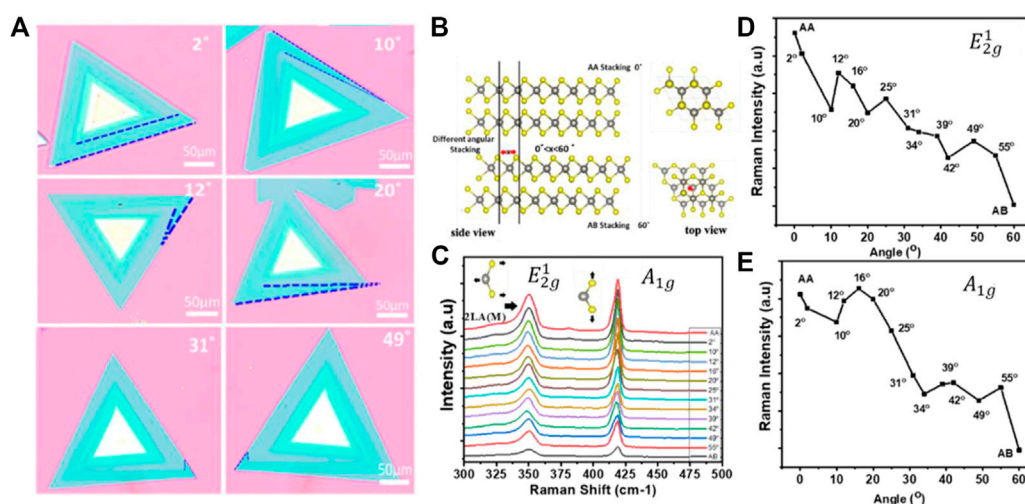 A
2°
50μm
10°
50μm
12°
50μm
20°
50μm
31°
50μm
49°
50μm
B
AA Stacking 0°
Different angular
Stacking
0°<x<60°
AB Stacking 60°
side view
top view
C
E¹2g
A1g
2LA(M)
Intensity (a.u)
AA
2°
10°
12°
16°
20°
25°
31°
34°
39°
42°
49°
55°
AB
300 350 400 450 500
Raman Shift (cm-1)
D
Raman Intensity (a.u)
E¹2g
AA
2°
10°
12°
16°
20°
25°
31°
34°
39°
42°
49°
55°
AB
0 10 20 30 40 50 60
Angle (°)
E
Raman Intensity (a.u)
A1g
AA
2°
10°
12°
16°
20°
25°
31°
34°
39°
42°
49°
55°
AB
0 10 20 30 40 50 60
Angle (°)